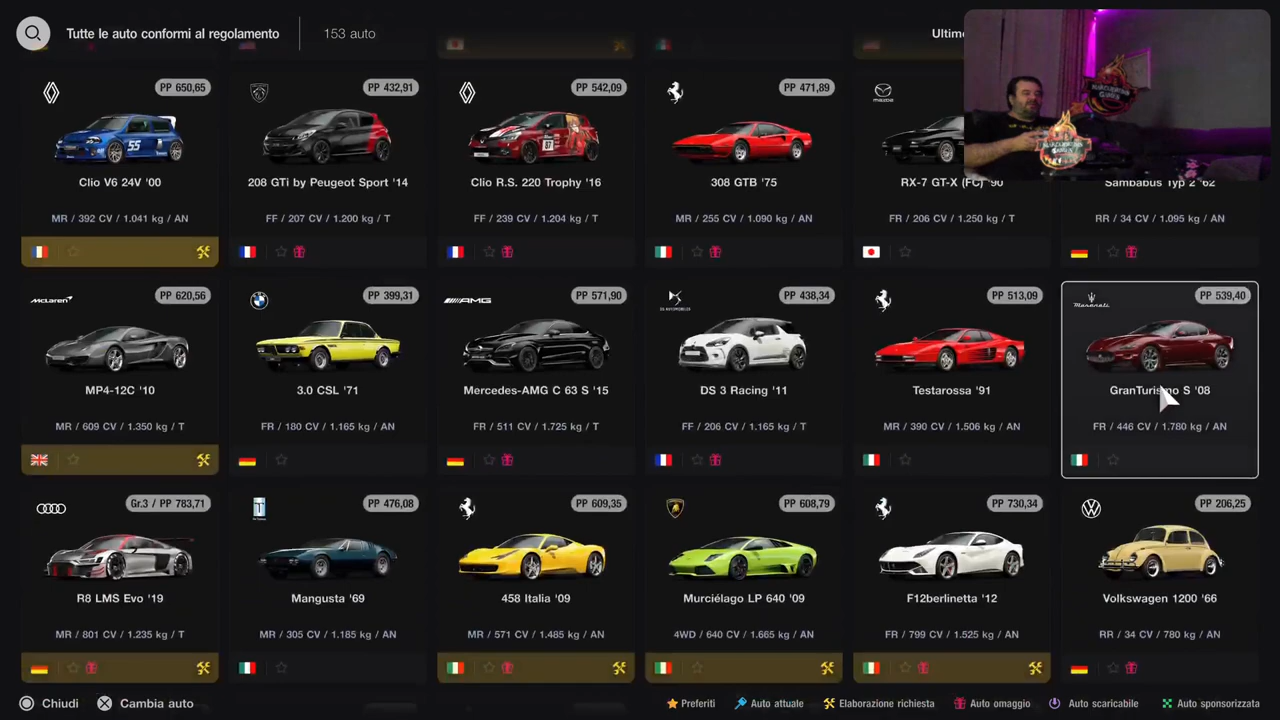 Tutte le auto conformi al regolamento
153 auto
Ultime
PP 650,65
PP 432,91
PP 542,09
PP 471,89
Clio V6 24V '00
208 GTi by Peugeot Sport '14
Clio R.S. 220 Trophy '16
308 GTB '75
RX-7 GT-X (FC) '90
Sambabus Typ 2 '62
MR / 392 CV / 1.041 kg / AN
FF / 207 CV / 1.200 kg / T
FF / 239 CV / 1.204 kg / T
MR / 255 CV / 1.090 kg / AN
FR / 206 CV / 1.250 kg / T
RR / 34 CV / 1.095 kg / AN
McLaren
PP 620,56
PP 399,31
AMG
PP 571,90
DS AUTOMOBILES
PP 438,34
PP 513,09
Maserati
PP 539,40
MP4-12C '10
3.0 CSL '71
Mercedes-AMG C 63 S '15
DS 3 Racing '11
Testarossa '91
GranTurismo S '08
MR / 609 CV / 1.350 kg / T
FR / 180 CV / 1.165 kg / AN
FR / 511 CV / 1.725 kg / T
FF / 206 CV / 1.165 kg / T
MR / 390 CV / 1.506 kg / AN
FR / 446 CV / 1.780 kg / AN
Gr.3 / PP 783,71
PP 476,08
PP 609,35
PP 608,79
PP 730,34
PP 206,25
R8 LMS Evo '19
Mangusta '69
458 Italia '09
Murciélago LP 640 '09
F12berlinetta '12
Volkswagen 1200 '66
MR / 801 CV / 1.235 kg / T
MR / 305 CV / 1.185 kg / AN
MR / 571 CV / 1.485 kg / AN
4WD / 640 CV / 1.665 kg / AN
FR / 799 CV / 1.525 kg / AN
RR / 34 CV / 780 kg / AN
Chiudi
Cambia auto
Preferiti
Auto attuale
Elaborazione richiesta
Auto omaggio
Auto scaricabile
Auto sponsorizzata